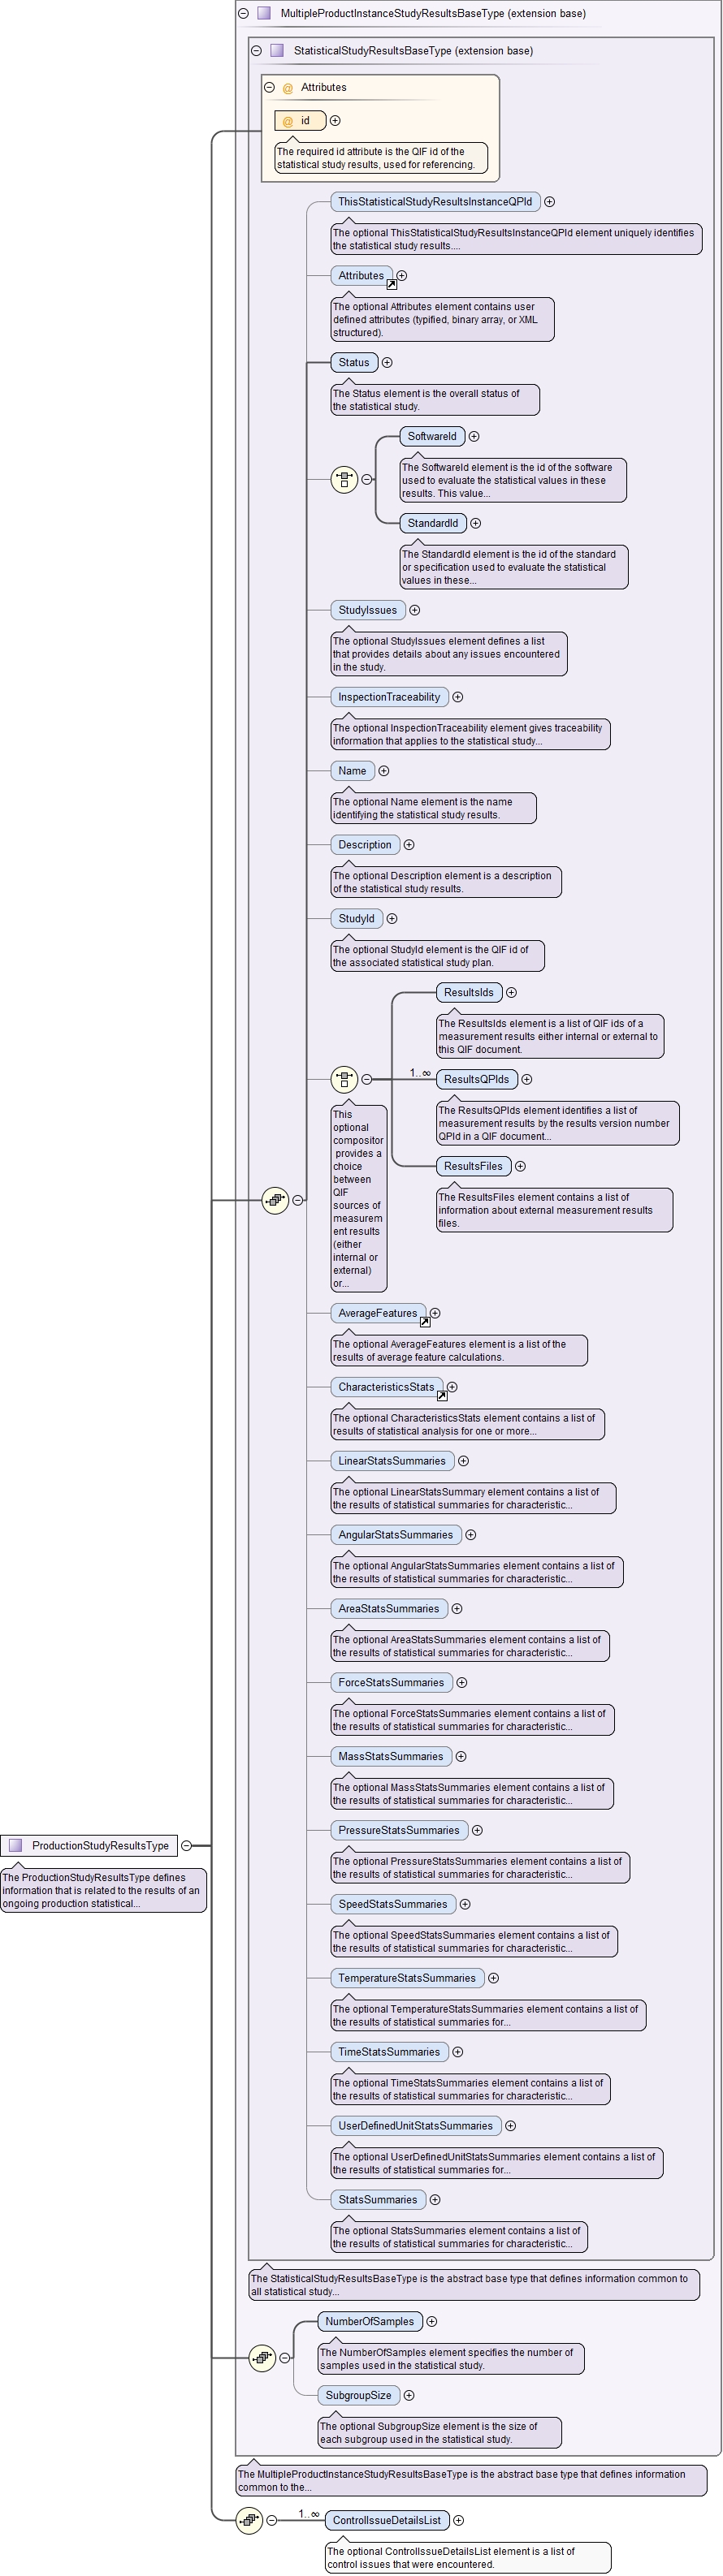 MultipleProductInstanceStudyResultsBaseType (extension base)
StatisticalStudyResultsBaseType (extension base)
@ Attributes
@ id
The required id attribute is the QIF id of the
statistical study results, used for referencing.
ThisStatisticalStudyResultsInstanceQPId
The optional ThisStatisticalStudyResultsInstanceQPId element uniquely identifies
the statistical study results....
Attributes
The optional Attributes element contains user
defined attributes (typified, binary array, or XML
structured).
Status
The Status element is the overall status of
the statistical study.
SoftwareId
The SoftwareId element is the id of the software
used to evaluate the statistical values in these
results. This value...
StandardId
The StandardId element is the id of the standard
or specification used to evaluate the statistical
values in these...
StudyIssues
The optional StudyIssues element defines a list
that provides details about any issues encountered
in the study.
InspectionTraceability
The optional InspectionTraceability element gives traceability
information that applies to the statistical study...
Name
The optional Name element is the name
identifying the statistical study results.
Description
The optional Description element is a description
of the statistical study results.
StudyId
The optional StudyId element is the QIF id of
the associated statistical study plan.
ResultsIds
The ResultsIds element is a list of QIF ids of a
measurement results either internal or external to
this QIF document.
1..∞
ResultsQPIds
The ResultsQPIds element identifies a list of
measurement results by the results version number
QPId in a QIF document...
ResultsFiles
The ResultsFiles element contains a list of
information about external measurement results
files.
This
optional
compositor
provides a
choice
between
QIF
sources of
measurem
ent results
(either
internal or
external)
or...
AverageFeatures
The optional AverageFeatures element is a list of the
results of average feature calculations.
CharacteristicsStats
The optional CharacteristicsStats element contains a list of
results of statistical analysis for one or more...
LinearStatsSummaries
The optional LinearStatsSummary element contains a list of
the results of statistical summaries for characteristic...
AngularStatsSummaries
The optional AngularStatsSummaries element contains a list of
the results of statistical summaries for characteristic...
AreaStatsSummaries
The optional AreaStatsSummaries element contains a list of
the results of statistical summaries for characteristic...
ForceStatsSummaries
The optional ForceStatsSummaries element contains a list of
the results of statistical summaries for characteristic...
MassStatsSummaries
The optional MassStatsSummaries element contains a list of
the results of statistical summaries for characteristic...
PressureStatsSummaries
The optional PressureStatsSummaries element contains a list of
the results of statistical summaries for characteristic...
ProductionStudyResultsType
The ProductionStudyResultsType defines
information that is related to the results of an
ongoing production statistical...
SpeedStatsSummaries
The optional SpeedStatsSummaries element contains a list of
the results of statistical summaries for characteristic...
TemperatureStatsSummaries
The optional TemperatureStatsSummaries element contains a list of
the results of statistical summaries for...
TimeStatsSummaries
The optional TimeStatsSummaries element contains a list of
the results of statistical summaries for characteristic...
UserDefinedUnitStatsSummaries
The optional UserDefinedUnitStatsSummaries element contains a list of
the results of statistical summaries for...
StatsSummaries
The optional StatsSummaries element contains a list of
the results of statistical summaries for characteristic...
The StatisticalStudyResultsBaseType is the abstract base type that defines information common to
all statistical study...
NumberOfSamples
The NumberOfSamples element specifies the number of
samples used in the statistical study.
SubgroupSize
The optional SubgroupSize element is the size of
each subgroup used in the statistical study.
The MultipleProductInstanceStudyResultsBaseType is the abstract base type that defines information
common to the...
1..∞
ControlIssueDetailsList
The optional ControlIssueDetailsList element is a list of
control issues that were encountered.